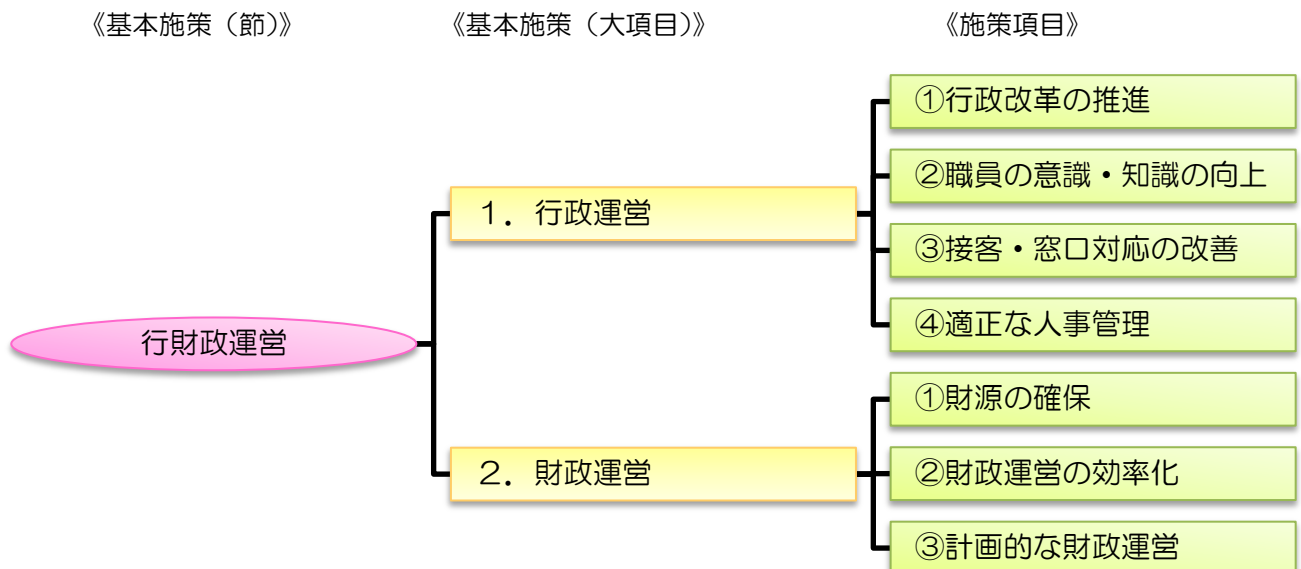 《基本施策（節）》
《基本施策（大項目）》
《施策項目》
行財政運営
１．行政運営
①行政改革の推進
②職員の意識・知識の向上
③接客・窓口対応の改善
④適正な人事管理
２．財政運営
①財源の確保
②財政運営の効率化
③計画的な財政運営